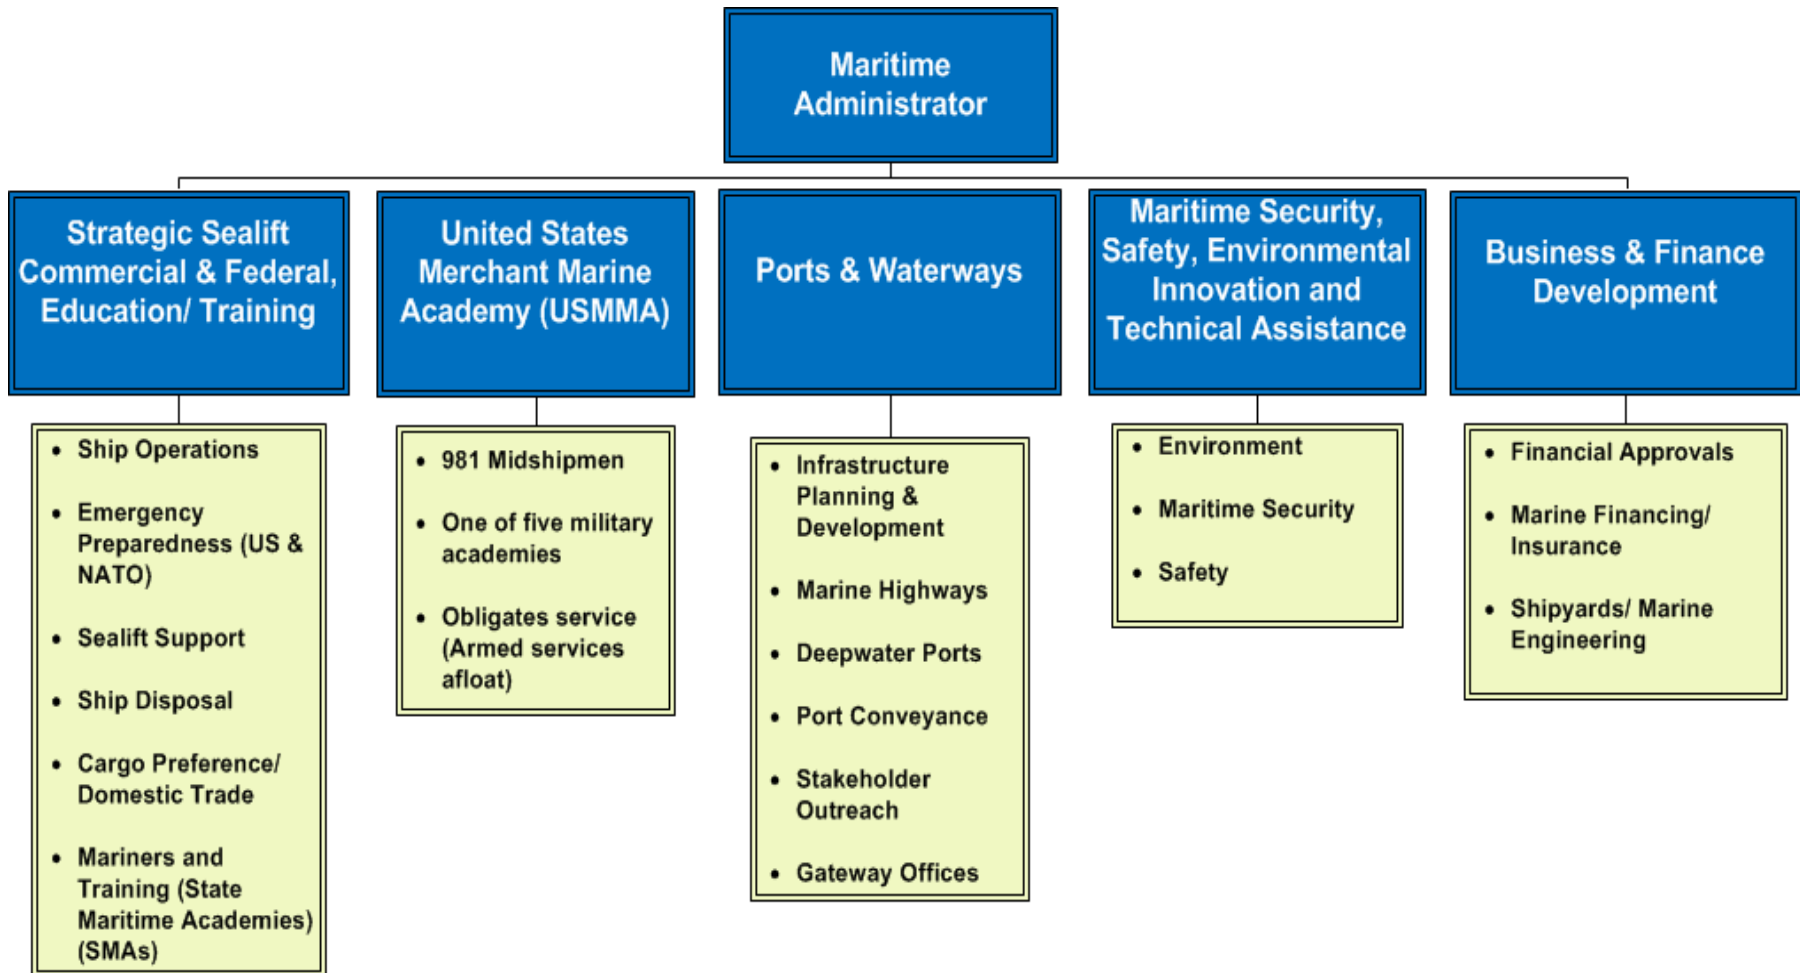 Maritime
Administrator
Strategic Sealift
Commercial & Federal,
Education/ Training
United States
Merchant Marine
Academy (USMMA)
Ports & Waterways
Maritime Security,
Safety, Environmental
Innovation and
Technical Assistance
Business & Finance
Development
• Ship Operations
• Emergency
Preparedness (US &
NATO)
• Sealift Support
• Ship Disposal
• Cargo Preference/
Domestic Trade
• Mariners and
Training (State
Maritime Academies)
(SMAs)
• 981 Midshipmen
• One of five military
academies
• Obligates service
(Armed services
afloat)
• Infrastructure
Planning &
Development
• Marine Highways
• Deepwater Ports
• Port Conveyance
• Stakeholder
Outreach
• Gateway Offices
• Environment
• Maritime Security
• Safety
• Financial Approvals
• Marine Financing/
Insurance
• Shipyards/ Marine
Engineering